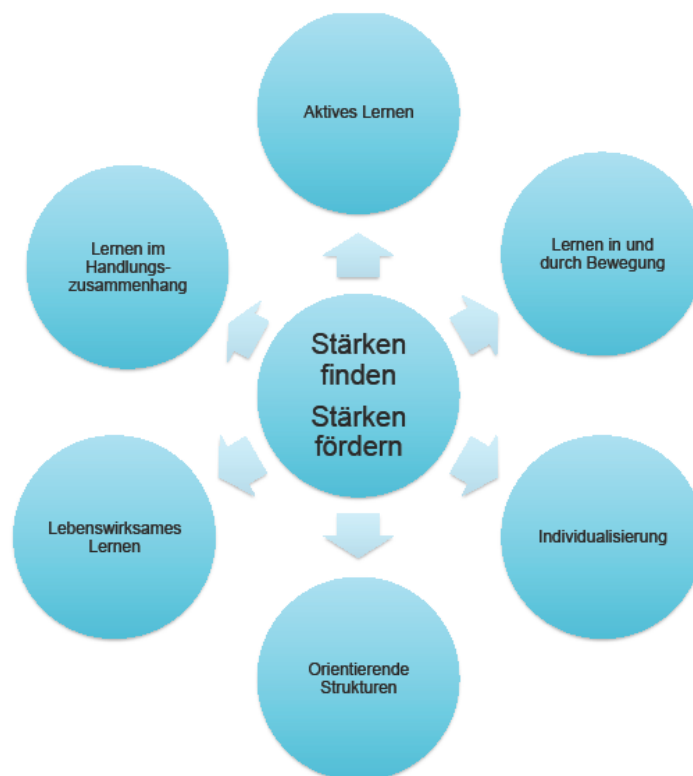 Aktives Lernen
Lernen in und
durch Bewegung
Individualisierung
Orientierende
Strukturen
Lebenswirksames
Lernen
Lernen im
Handlungs-
zusammenhang
Stärken
finden
Stärken
fördern